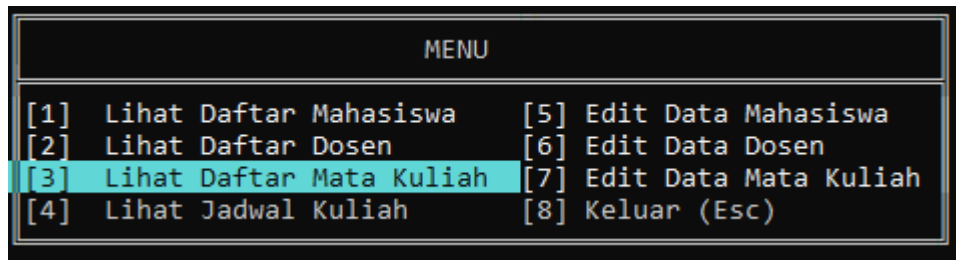 MENU
[1] Lihat Daftar Mahasiswa [5] Edit Data Mahasiswa
[2] Lihat Daftar Dosen [6] Edit Data Dosen
[3] Lihat Daftar Mata Kuliah [7] Edit Data Mata Kuliah
[4] Lihat Jadwal Kuliah [8] Keluar (Esc)